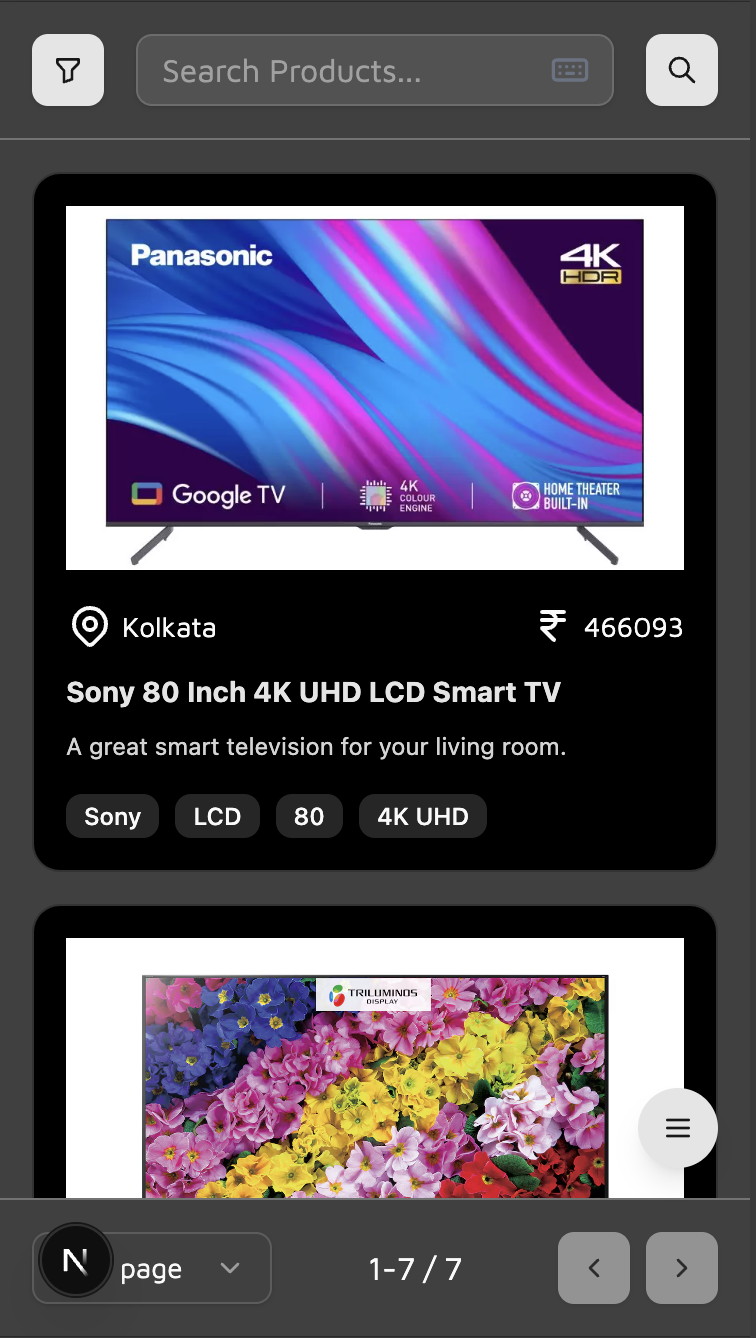 Search Products...
Panasonic
4K
HDR
Google TV
4K
COLOUR
ENGINE
HOME THEATER
BUILT-IN
Kolkata
₹ 466093
Sony 80 Inch 4K UHD LCD Smart TV
A great smart television for your living room.
Sony LCD 80 4K UHD
TRILUMINOS
DISPLAY
N page 1-7 / 7